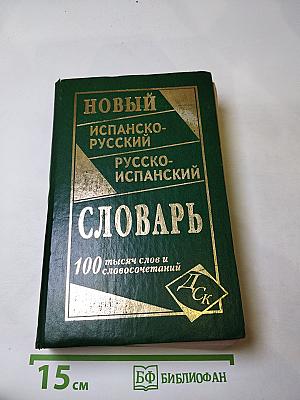 НОВЫЙ
ИСПАНСКО-
РУССКИЙ
РУССКО-
ИСПАНСКИЙ
СЛОВАРЬ
100 тысяч слов и
словосочетаний
ДСК
15 см
БФ БИБЛИОФАН